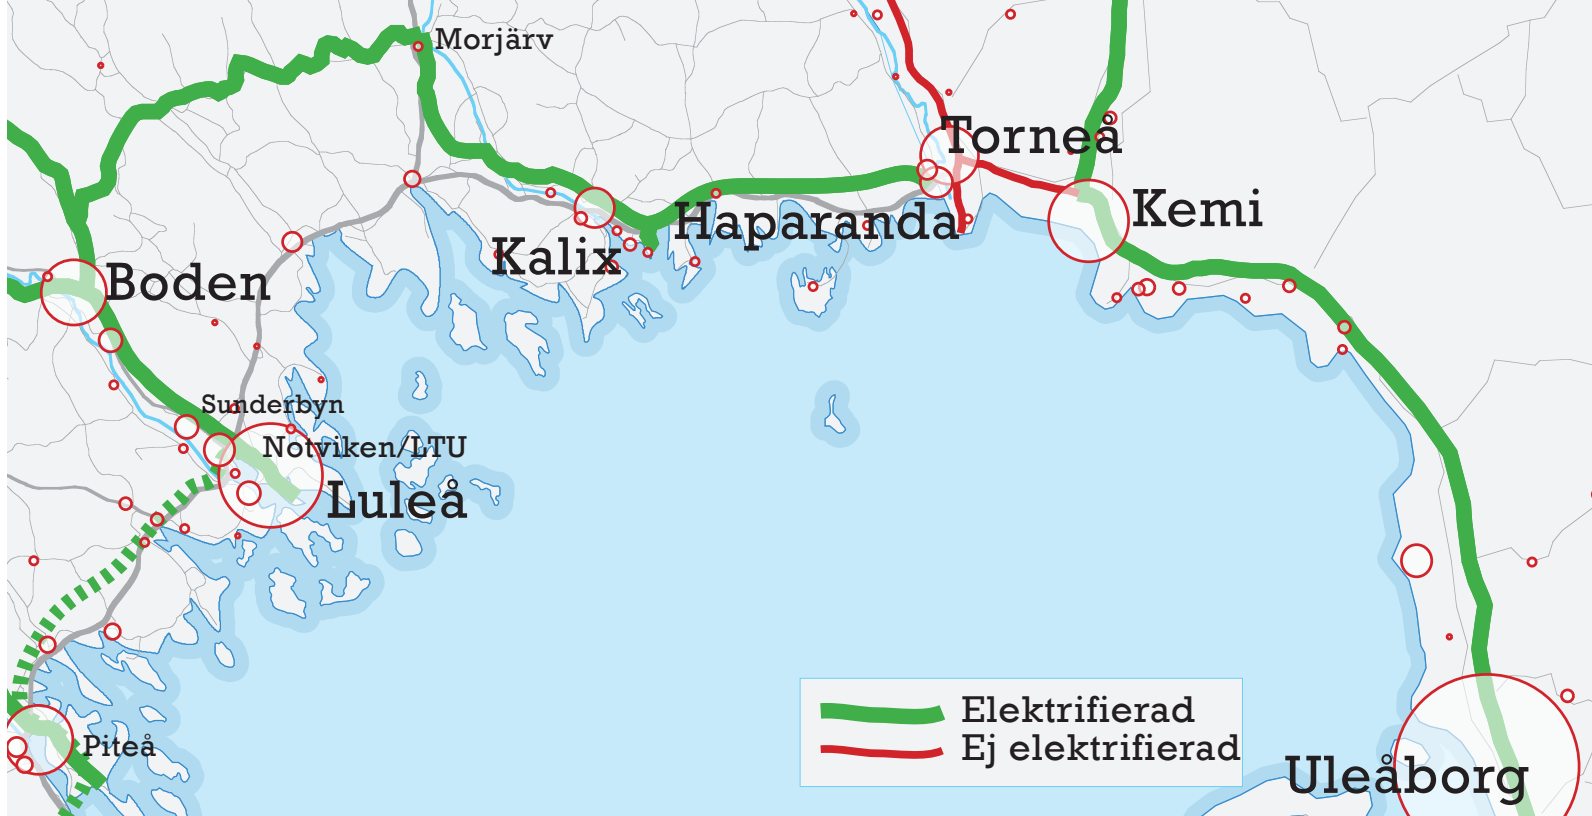 Morjärv
Torneå
Kemi
Haparanda
Kalix
Boden
Sunderbyn
Notviken/LTU
Luleå
Elektrifierad
Ej elektrifierad
Piteå
Uleåborg